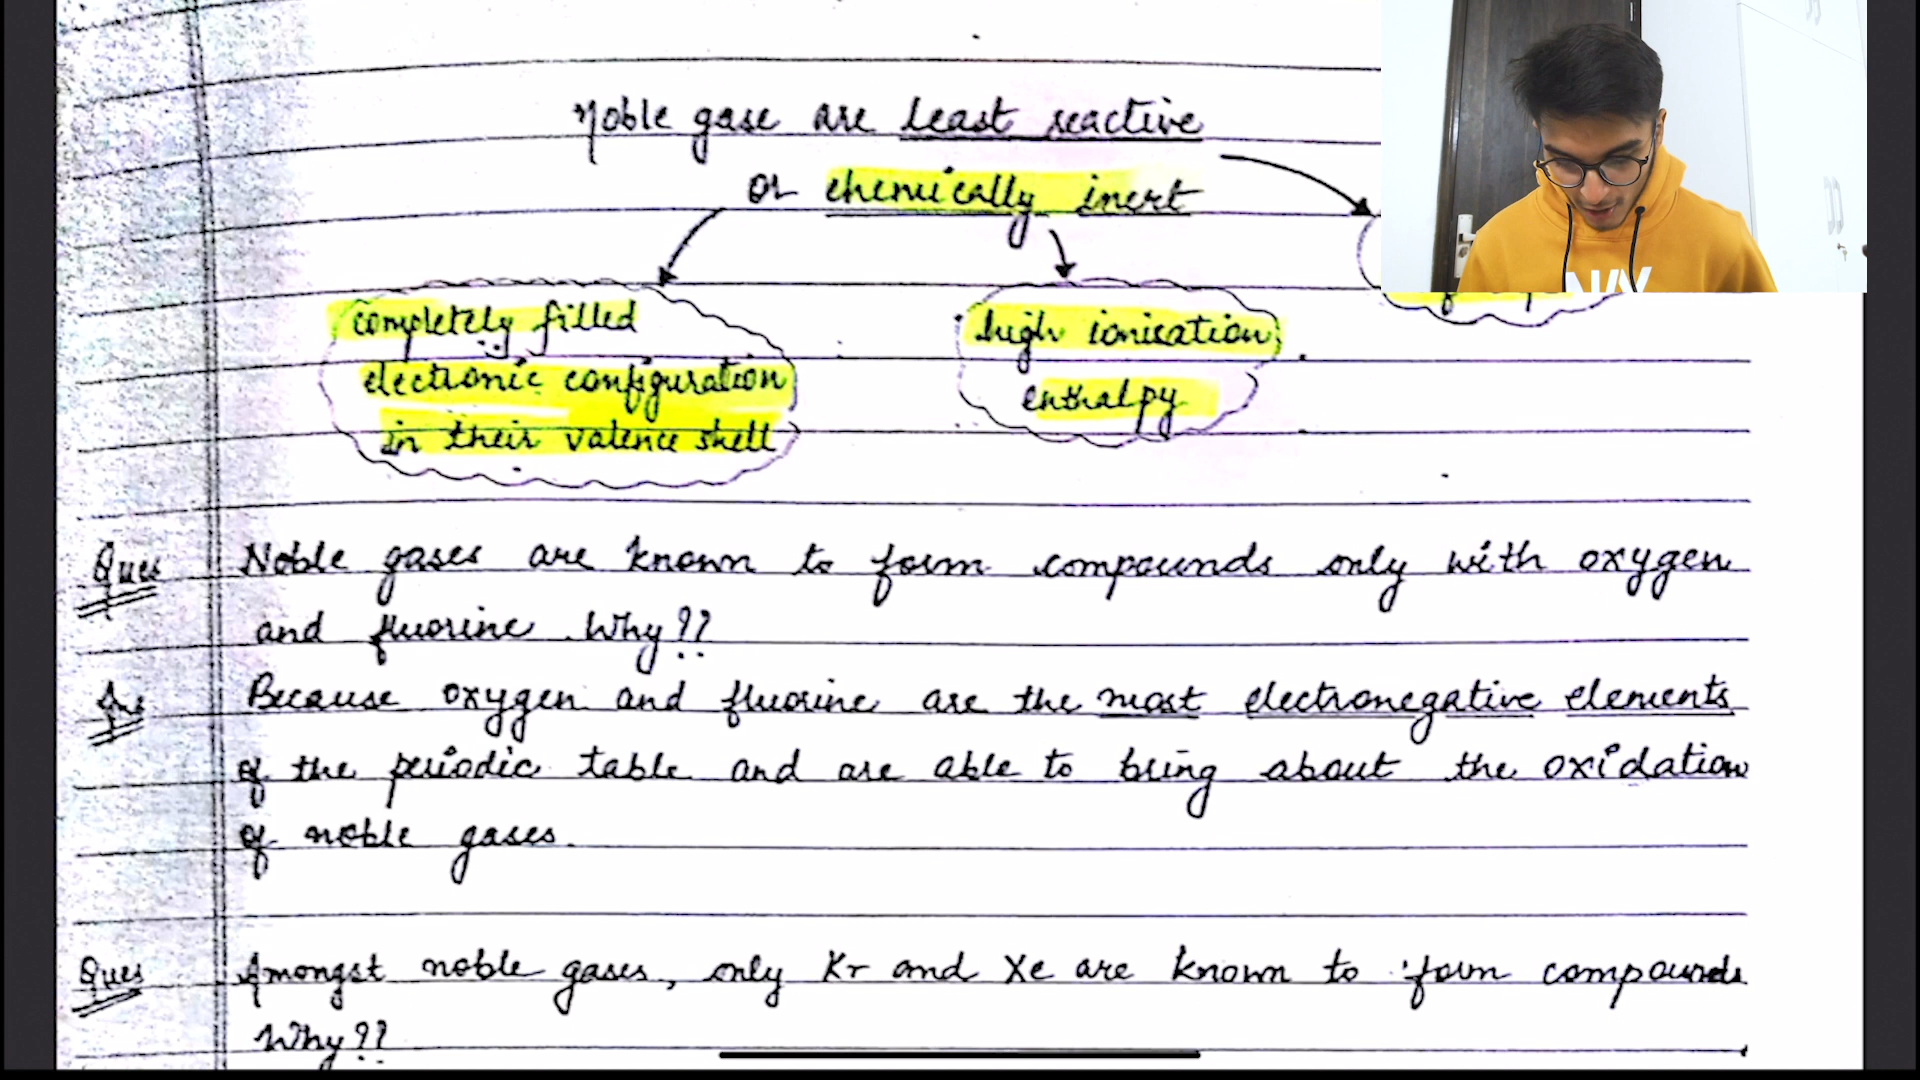 Noble gase are least reactive
or chemically inert
completely filled
electronic configuration
in their valence shell
high ionisation
enthalpy
Ques Noble gases are known to form compounds only with oxygen
and fluorine. Why??
Ans Because oxygen and fluorine are the most electronegative elements
of the periodic table and are able to bring about the oxidation
of noble gases.
Ques Amongst noble gases, only Kr and Xe are known to form compounds
Why??